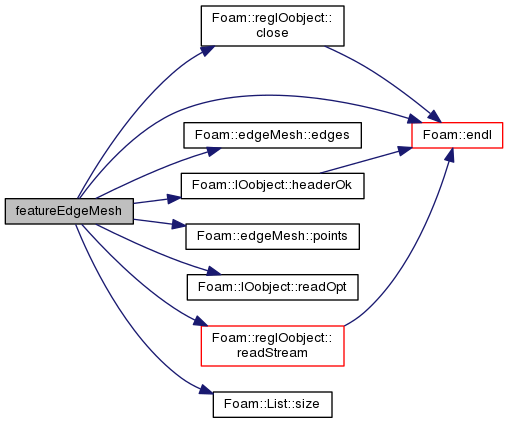 Foam::regIOobject::
close
Foam::endl
Foam::edgeMesh::edges
Foam::IOobject::headerOk
featureEdgeMesh
Foam::edgeMesh::points
Foam::IOobject::readOpt
Foam::regIOobject::
readStream
Foam::List::size